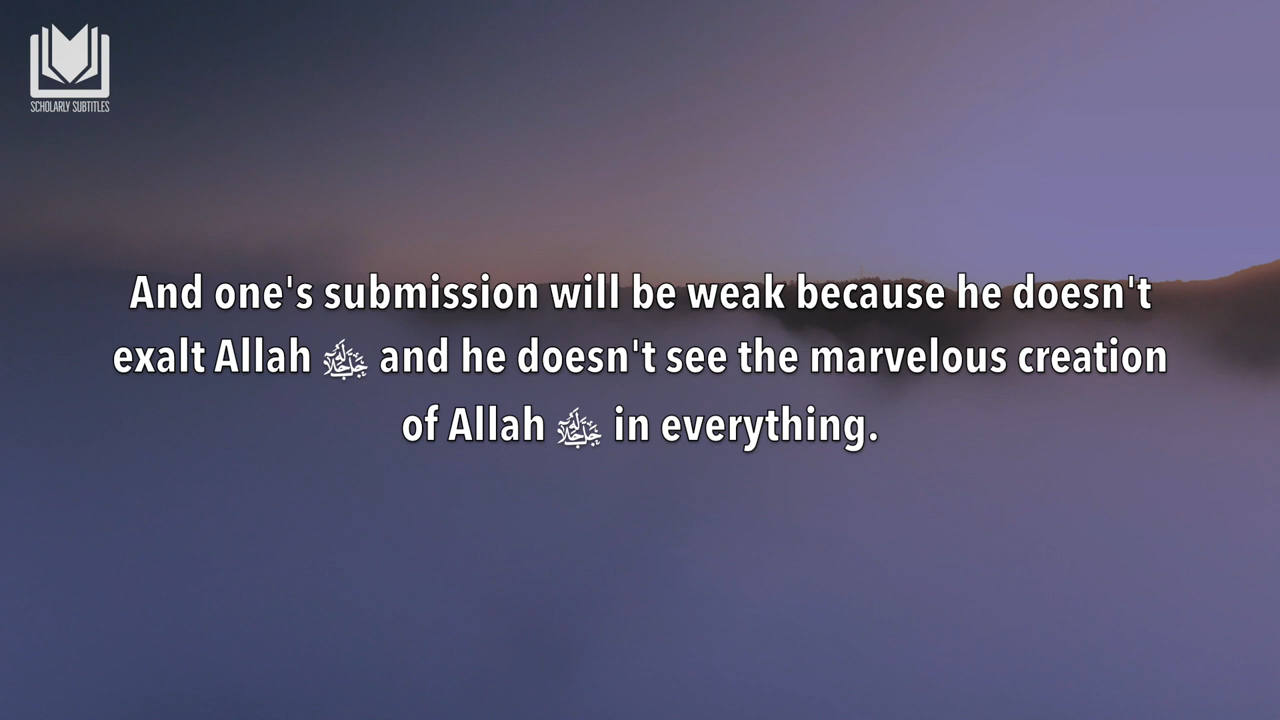 SCHOLARLY SUBTITLES
And one's submission will be weak because he doesn't
exalt Allah ﷻ and he doesn't see the marvelous creation
of Allah ﷻ in everything.